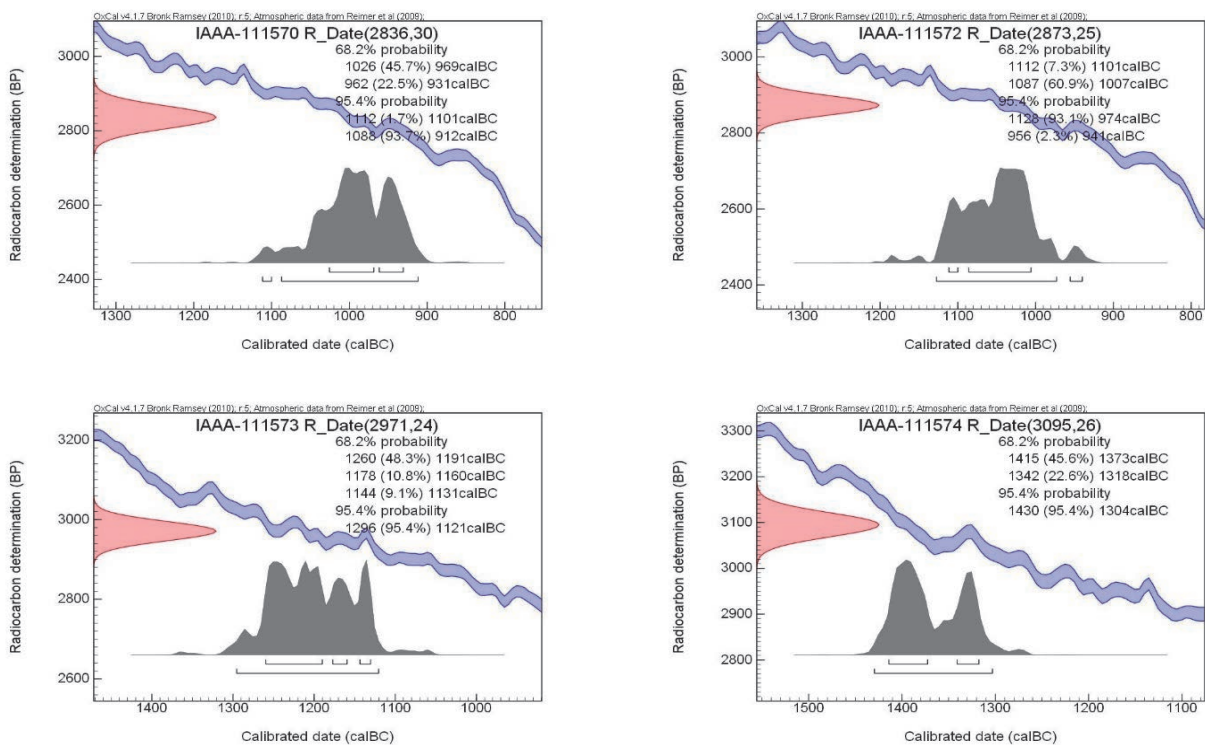 OxCal v4.1.7 Bronk Ramsey (2010); r:5; Atmospheric data from Reimer et al (2009);
IAAA-111570 R_Date(2836,30)
68.2% probability
1026 (45.7%) 969calBC
962 (22.5%) 931calBC
95.4% probability
1112 (1.7%) 1101calBC
1088 (93.7%) 912calBC
Radiocarbon determination (BP)
3000
2800
2600
2400
1300 1200 1100 1000 900 800
Calibrated date (calBC)
OxCal v4.1.7 Bronk Ramsey (2010); r:5; Atmospheric data from Reimer et al (2009);
IAAA-111572 R_Date(2873,25)
68.2% probability
1112 (7.3%) 1101calBC
1087 (60.9%) 1007calBC
95.4% probability
1128 (93.1%) 974calBC
956 (2.3%) 941calBC
Radiocarbon determination (BP)
3000
2800
2600
2400
1300 1200 1100 1000 900 800
Calibrated date (calBC)
OxCal v4.1.7 Bronk Ramsey (2010); r:5; Atmospheric data from Reimer et al (2009);
IAAA-111573 R_Date(2971,24)
68.2% probability
1260 (48.3%) 1191calBC
1178 (10.8%) 1160calBC
1144 (9.1%) 1131calBC
95.4% probability
1296 (95.4%) 1121calBC
Radiocarbon determination (BP)
3200
3000
2800
2600
1400 1300 1200 1100 1000
Calibrated date (calBC)
OxCal v4.1.7 Bronk Ramsey (2010); r:5; Atmospheric data from Reimer et al (2009);
IAAA-111574 R_Date(3095,26)
68.2% probability
1415 (45.6%) 1373calBC
1342 (22.6%) 1318calBC
95.4% probability
1430 (95.4%) 1304calBC
Radiocarbon determination (BP)
3300
3200
3100
3000
2900
2800
1500 1400 1300 1200 1100
Calibrated date (calBC)